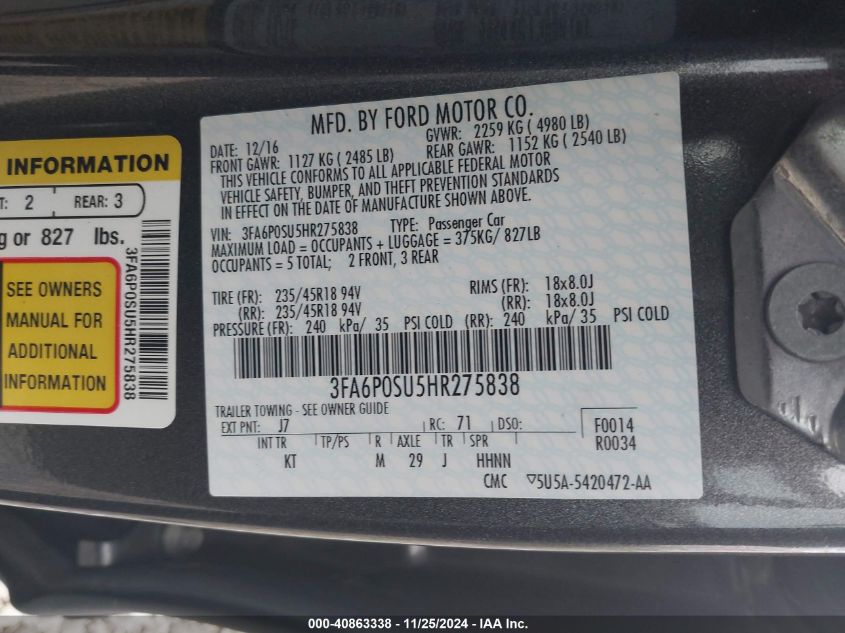 INFORMATION
T: 2 REAR: 3
g or 827 lbs.
SEE OWNERS
MANUAL FOR
ADDITIONAL
INFORMATION
3FA6P0SU5HR275838
MFD. BY FORD MOTOR CO.
DATE: 12/16 GVWR: 2259 KG ( 4980 LB)
FRONT GAWR: 1127 KG ( 2485 LB) REAR GAWR: 1152 KG ( 2540 LB)
THIS VEHICLE CONFORMS TO ALL APPLICABLE FEDERAL MOTOR
VEHICLE SAFETY, BUMPER, AND THEFT PREVENTION STANDARDS
IN EFFECT ON THE DATE OF MANUFACTURE SHOWN ABOVE.
VIN: 3FA6P0SU5HR275838 TYPE: Passenger Car
MAXIMUM LOAD = OCCUPANTS + LUGGAGE = 375KG/ 827LB
OCCUPANTS = 5 TOTAL; 2 FRONT, 3 REAR
TIRE (FR): 235/45R18 94V RIMS (FR): 18x8.0J
(RR): 235/45R18 94V (RR): 18x8.0J
PRESSURE (FR): 240 kPa/ 35 PSI COLD (RR): 240 kPa/ 35 PSI COLD
3FA6P0SU5HR275838
TRAILER TOWING - SEE OWNER GUIDE
EXT PNT: J7 RC: 71 DSO: F0014
INT TR TP/PS R AXLE TR SPR R0034
KT M 29 J HHNN
CMC ▽5U5A-5420472-AA
000-40863338 - 11/25/2024 - IAA Inc.